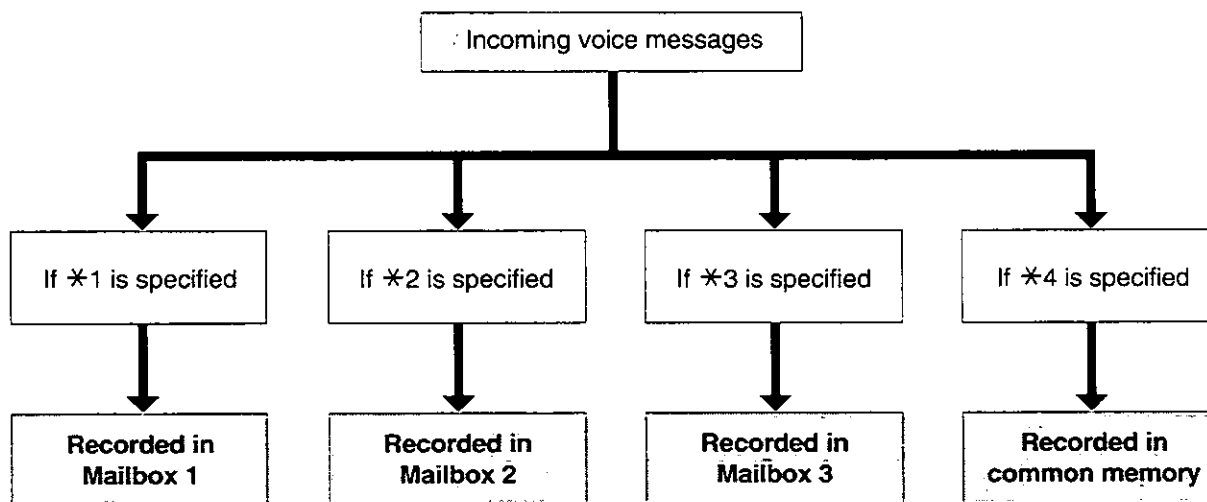 Incoming voice messages
If *1 is specified
If *2 is specified
If *3 is specified
If *4 is specified
Recorded in
Mailbox 1
Recorded in
Mailbox 2
Recorded in
Mailbox 3
Recorded in
common memory